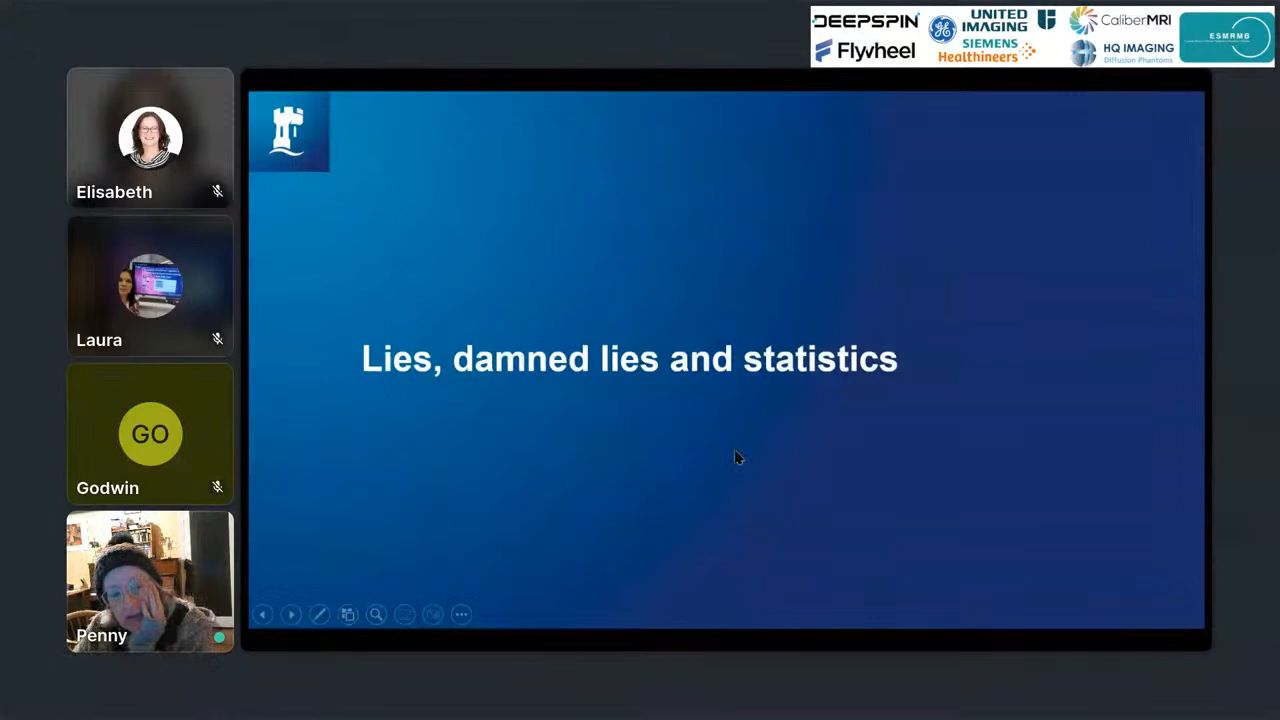 DEEPSPIN
UNITED
IMAGING
CaliberMRI
ESMRMB
Flywheel
SIEMENS
Healthineers
HQ IMAGING
Diffusion Phantoms
Elisabeth
Laura
GO
Godwin
Penny
Lies, damned lies and statistics